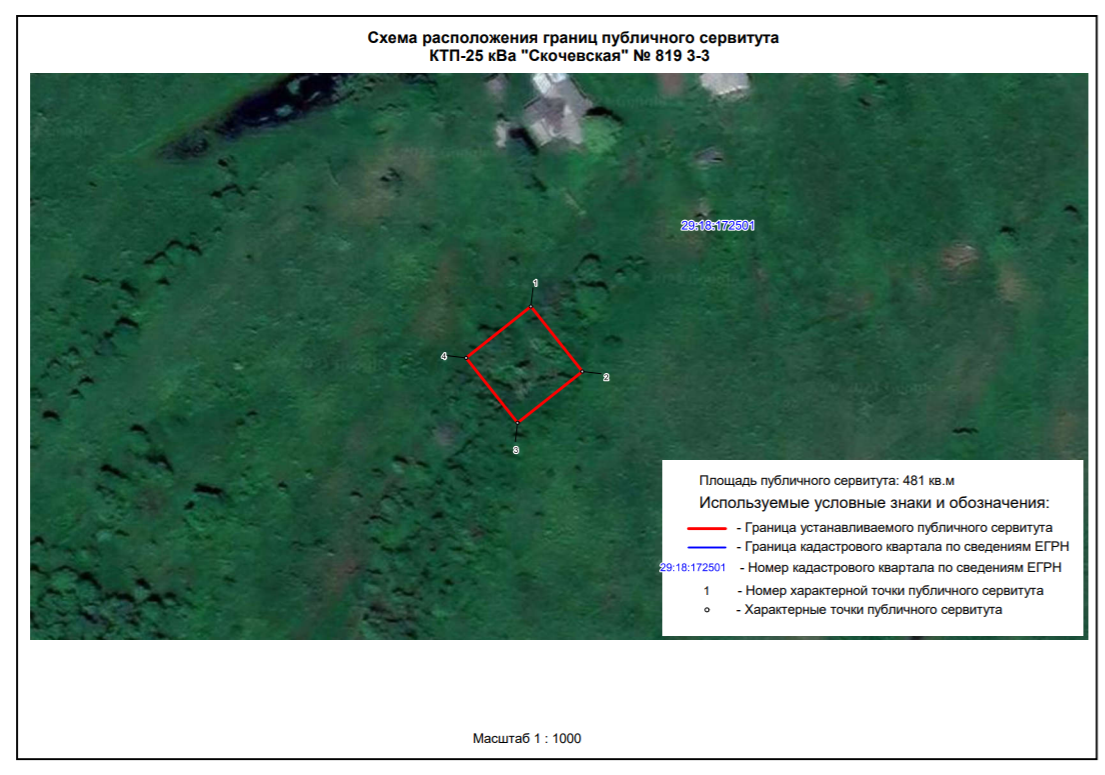 Схема расположения границ публичного сервитута
КТП-25 кВа "Скочевская" № 819 3-3
29:18:172501
1
4
2
3
Площадь публичного сервитута: 481 кв.м
Используемые условные знаки и обозначения:
- Граница устанавливаемого публичного сервитута
- Граница кадастрового квартала по сведениям ЕГРН
29:18:172501 - Номер кадастрового квартала по сведениям ЕГРН
1 - Номер характерной точки публичного сервитута
- Характерные точки публичного сервитута
Масштаб 1 : 1000